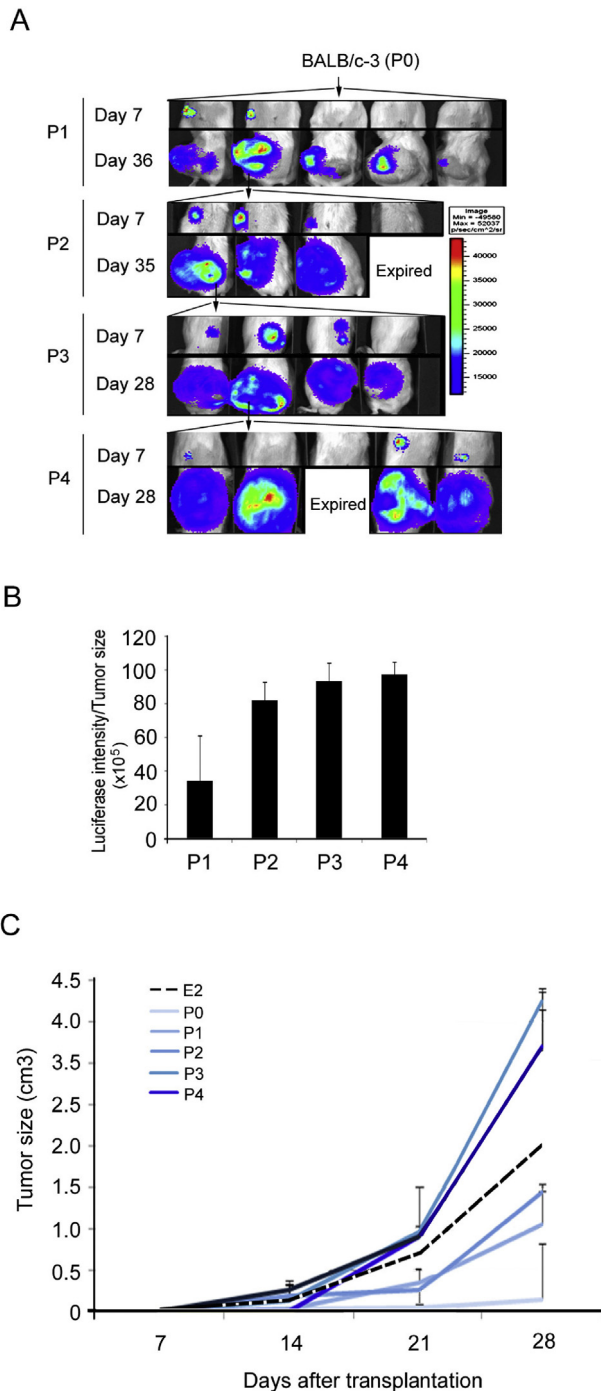 A
BALB/c-3 (P0)
P1
Day 7
Day 36
P2
Day 7
Day 35
Expired
Image
Min = -49580
Max = 52037
p/sec/cm^2/sr
40000
35000
30000
25000
20000
15000
P3
Day 7
Day 28
P4
Day 7
Day 28
Expired
B
Luciferase intensity/Tumor size
(x10⁵)
120
100
80
60
40
20
0
P1 P2 P3 P4
C
Tumor size (cm3)
4.5
4.0
3.5
2.5
2.0
1.5
1.0
0.5
0
E2
P0
P1
P2
P3
P4
7 14 21 28
Days after transplantation